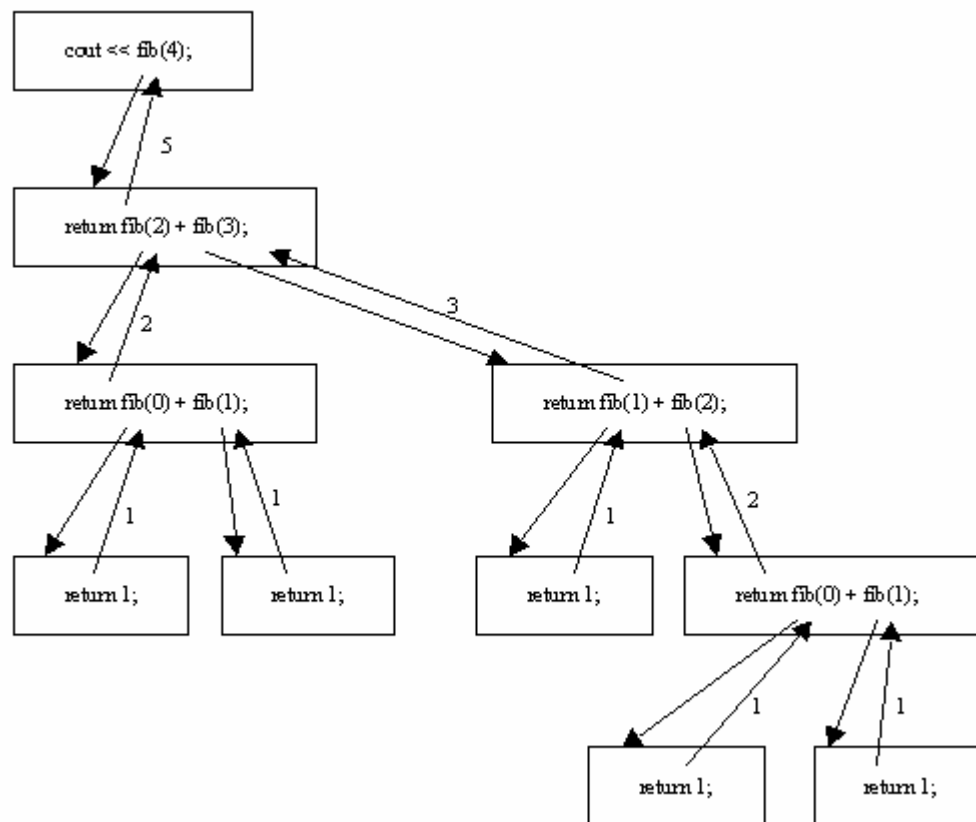 cout << fib(4);
5
return fib(2) + fib(3);
3
2
return fib(0) + fib(1);
return fib(1) + fib(2);
1
1
1
2
return 1;
return 1;
return 1;
return fib(0) + fib(1);
1
1
return 1;
return 1;